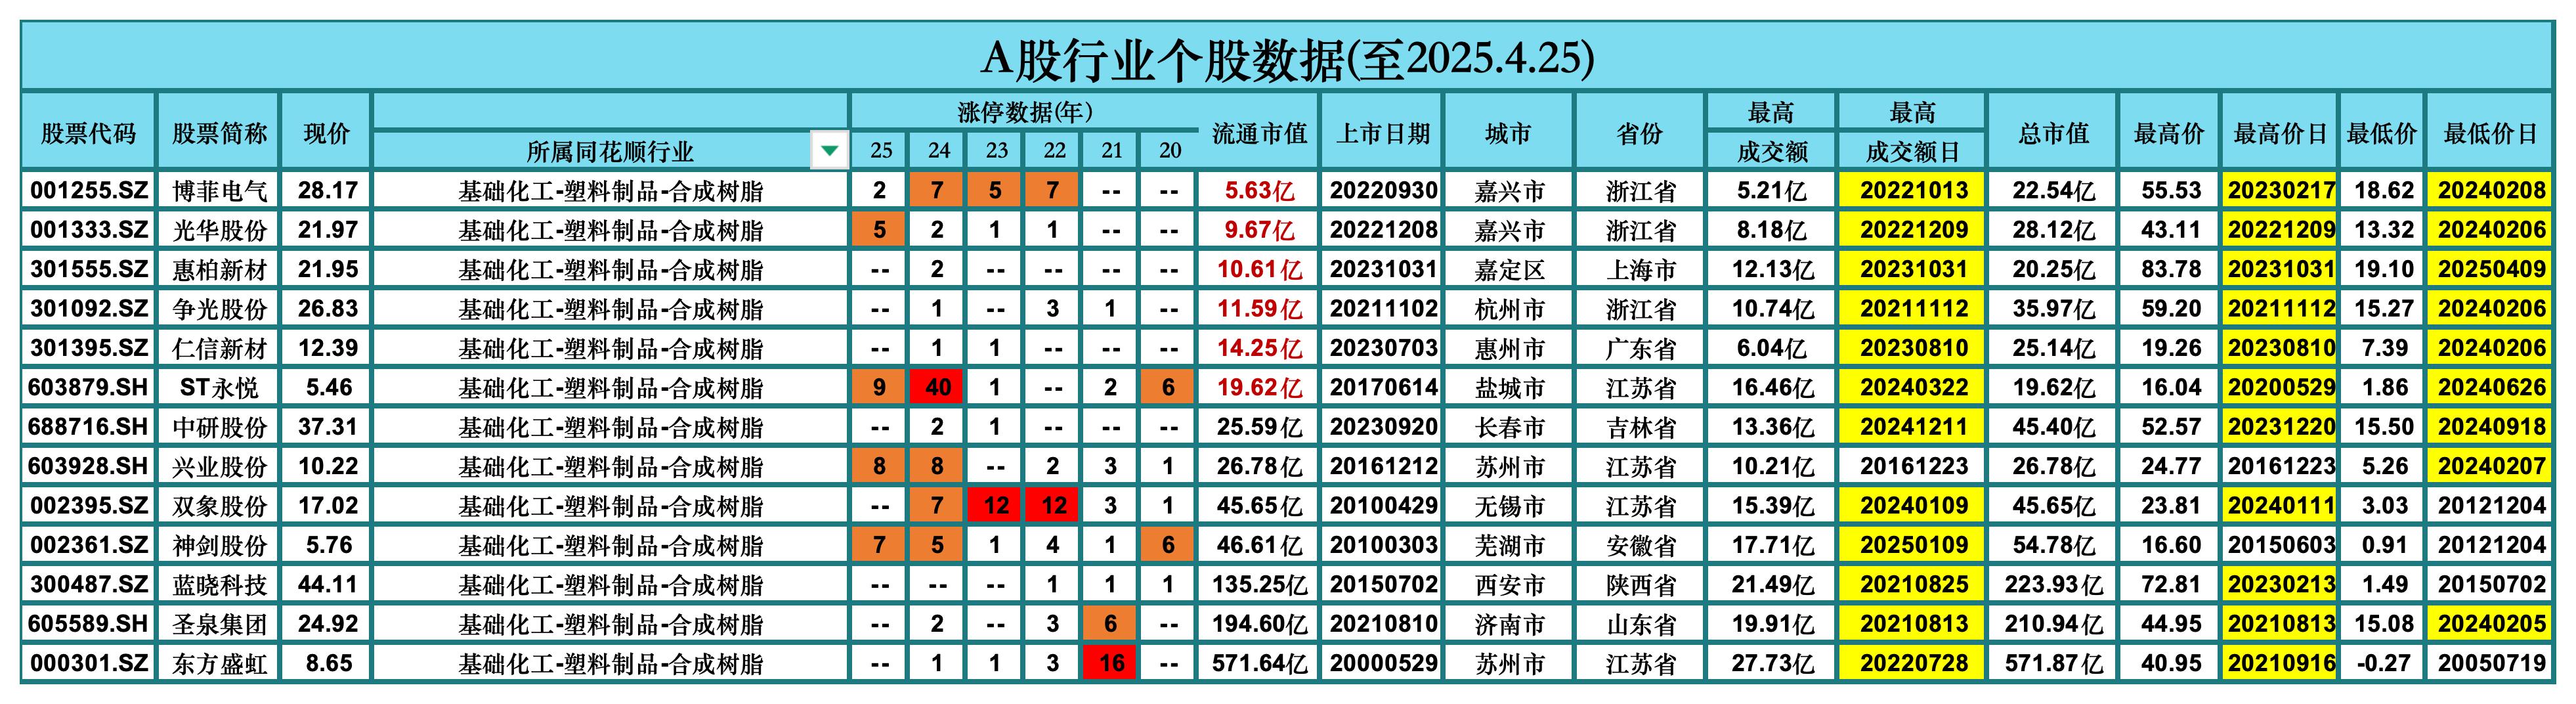 A股行业个股数据(至2025.4.25)
股票代码 股票简称 现价 所属同花顺行业 涨停数据(年) 流通市值 上市日期 城市 省份 最高 最高 总市值 最高价 最高价日 最低价 最低价日
25 24 23 22 21 20 成交额 成交额日
001255.SZ 博菲电气 28.17 基础化工-塑料制品-合成树脂 2 7 5 7 -- -- 5.63亿 20220930 嘉兴市 浙江省 5.21亿 20221013 22.54亿 55.53 20230217 18.62 20240208
001333.SZ 光华股份 21.97 基础化工-塑料制品-合成树脂 5 2 1 1 -- -- 9.67亿 20221208 嘉兴市 浙江省 8.18亿 20221209 28.12亿 43.11 20221209 13.32 20240206
301555.SZ 惠柏新材 21.95 基础化工-塑料制品-合成树脂 -- 2 -- -- -- -- 10.61亿 20231031 嘉定区 上海市 12.13亿 20231031 20.25亿 83.78 20231031 19.10 20250409
301092.SZ 争光股份 26.83 基础化工-塑料制品-合成树脂 -- 1 -- 3 1 -- 11.59亿 20211102 杭州市 浙江省 10.74亿 20211112 35.97亿 59.20 20211112 15.27 20240206
301395.SZ 仁信新材 12.39 基础化工-塑料制品-合成树脂 -- 1 1 -- -- -- 14.25亿 20230703 惠州市 广东省 6.04亿 20230810 25.14亿 19.26 20230810 7.39 20240206
603879.SH ST永悦 5.46 基础化工-塑料制品-合成树脂 9 40 1 -- 2 6 19.62亿 20170614 盐城市 江苏省 16.46亿 20240322 19.62亿 16.04 20200529 1.86 20240626
688716.SH 中研股份 37.31 基础化工-塑料制品-合成树脂 -- 2 1 -- -- -- 25.59亿 20230920 长春市 吉林省 13.36亿 20241211 45.40亿 52.57 20231220 15.50 20240918
603928.SH 兴业股份 10.22 基础化工-塑料制品-合成树脂 8 8 -- 2 3 1 26.78亿 20161212 苏州市 江苏省 10.21亿 20161223 26.78亿 24.77 20161223 5.26 20240207
002395.SZ 双象股份 17.02 基础化工-塑料制品-合成树脂 -- 7 12 12 3 1 45.65亿 20100429 无锡市 江苏省 15.39亿 20240109 45.65亿 23.81 20240111 3.03 20121204
002361.SZ 神剑股份 5.76 基础化工-塑料制品-合成树脂 7 5 1 4 1 6 46.61亿 20100303 芜湖市 安徽省 17.71亿 20250109 54.78亿 16.60 20150603 0.91 20121204
300487.SZ 蓝晓科技 44.11 基础化工-塑料制品-合成树脂 -- -- -- 1 1 1 135.25亿 20150702 西安市 陕西省 21.49亿 20210825 223.93亿 72.81 20230213 1.49 20150702
605589.SH 圣泉集团 24.92 基础化工-塑料制品-合成树脂 -- 2 -- 3 6 -- 194.60亿 20210810 济南市 山东省 19.91亿 20210813 210.94亿 44.95 20210813 15.08 20240205
000301.SZ 东方盛虹 8.65 基础化工-塑料制品-合成树脂 -- 1 1 3 16 -- 571.64亿 20000529 苏州市 江苏省 27.73亿 20220728 571.87亿 40.95 20210916 -0.27 20050719